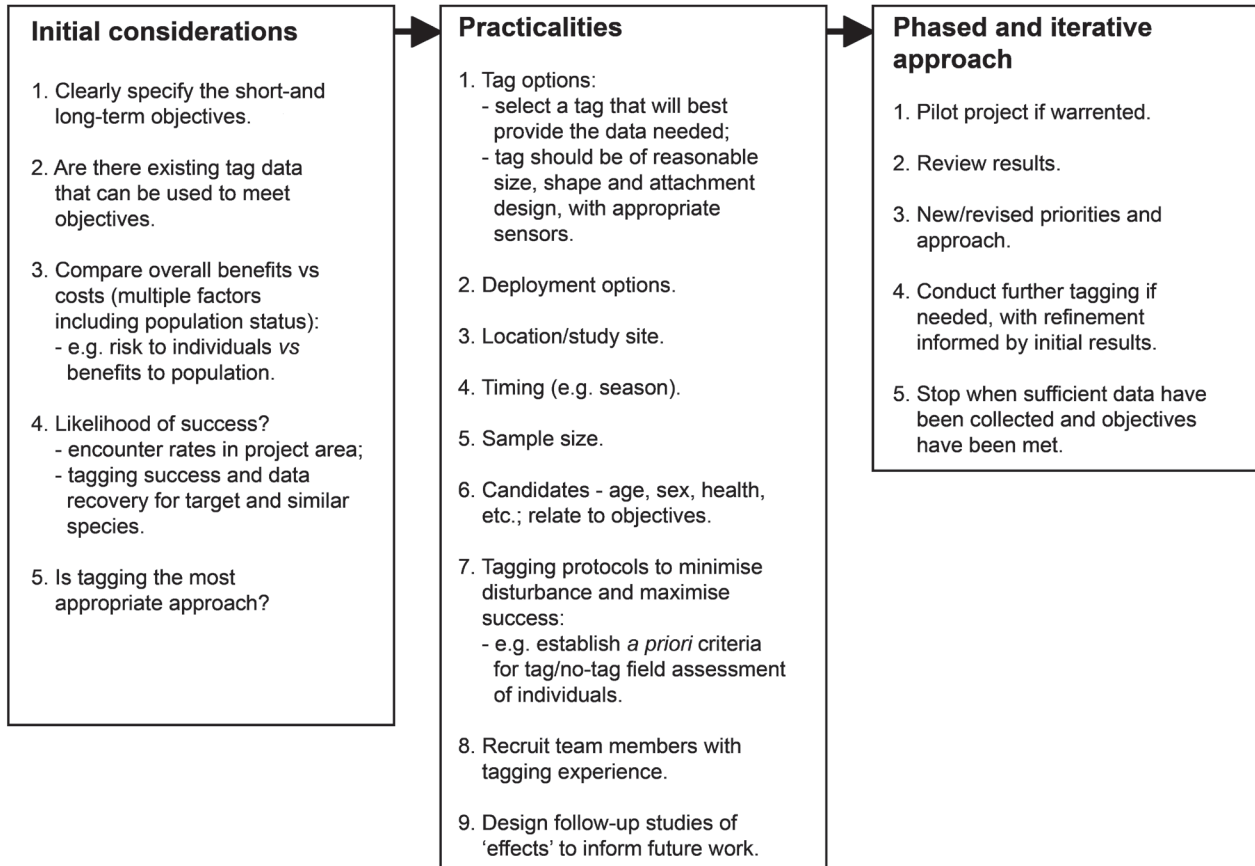 Initial considerations
1. Clearly specify the short-and
long-term objectives.
2. Are there existing tag data
that can be used to meet
objectives.
3. Compare overall benefits vs
costs (multiple factors
including population status):
- e.g. risk to individuals vs
benefits to population.
4. Likelihood of success?
- encounter rates in project area;
- tagging success and data
recovery for target and similar
species.
5. Is tagging the most
appropriate approach?
Practicalities
1. Tag options:
- select a tag that will best
provide the data needed;
- tag should be of reasonable
size, shape and attachment
design, with appropriate
sensors.
2. Deployment options.
3. Location/study site.
4. Timing (e.g. season).
5. Sample size.
6. Candidates - age, sex, health,
etc.; relate to objectives.
7. Tagging protocols to minimise
disturbance and maximise
success:
- e.g. establish a priori criteria
for tag/no-tag field assessment
of individuals.
8. Recruit team members with
tagging experience.
9. Design follow-up studies of
‘effects’ to inform future work.
Phased and iterative
approach
1. Pilot project if warrented.
2. Review results.
3. New/revised priorities and
approach.
4. Conduct further tagging if
needed, with refinement
informed by initial results.
5. Stop when sufficient data have
been collected and objectives
have been met.